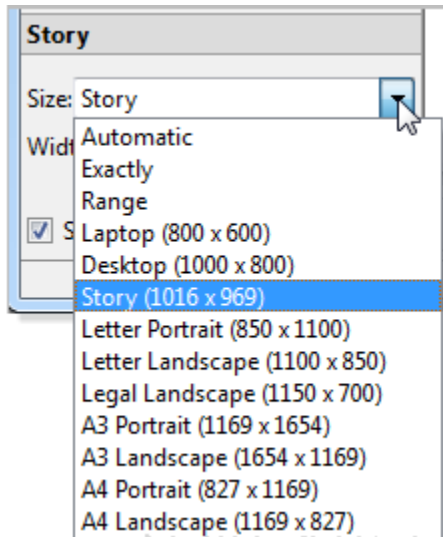 Story
Size: Story
Widt
Automatic
Exactly
Range
S
Laptop (800 x 600)
Desktop (1000 x 800)
Story (1016 x 969)
Letter Portrait (850 x 1100)
Letter Landscape (1100 x 850)
Legal Landscape (1150 x 700)
A3 Portrait (1169 x 1654)
A3 Landscape (1654 x 1169)
A4 Portrait (827 x 1169)
A4 Landscape (1169 x 827)